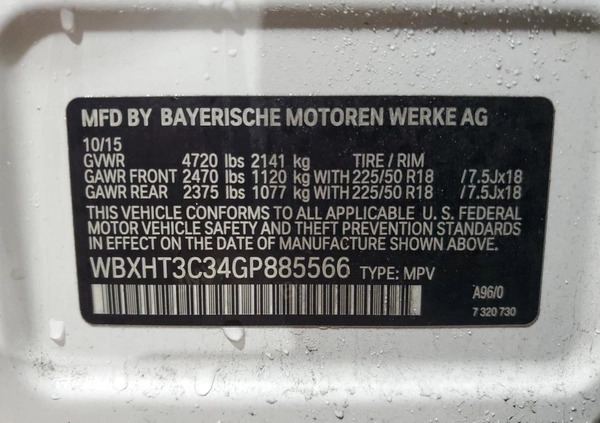 MFD BY BAYERISCHE MOTOREN WERKE AG
10/15
GVWR 4720 lbs 2141 kg TIRE / RIM
GAWR FRONT 2470 lbs 1120 kg WITH 225/50 R18 /7.5Jx18
GAWR REAR 2375 lbs 1077 kg WITH 225/50 R18 /7.5Jx18
THIS VEHICLE CONFORMS TO ALL APPLICABLE U. S. FEDERAL
MOTOR VEHICLE SAFETY AND THEFT PREVENTION STANDARDS
IN EFFECT ON THE DATE OF MANUFACTURE SHOWN ABOVE.
WBXHT3C34GP885566 TYPE: MPV
A96/0
7 320 730